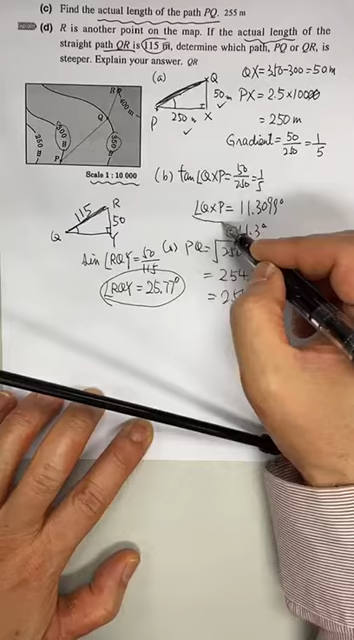 (c) Find the actual length of the path PQ. 255 m
(d) R is another point on the map. If the actual length of the
straight path QR is 115 m, determine which path, PQ or QR, is
steeper. Explain your answer. QR
(a)
Q
50m
P
250 m
X
QX=350-300=50m
PX = 2.5×10000
= 250 m
Gradient = 50/250 = 1/5
R
Q
P
400 m
350 m
300 m
250 m
Scale 1 : 10 000
(b) tan∠QXP = 50/250 = 1/5
∠QXP = 11.3099°
11.3°
115
R
50
Q
Y
sin∠RQY = 50/115
∠RQY = 25.77°
PQ = √
= 254.